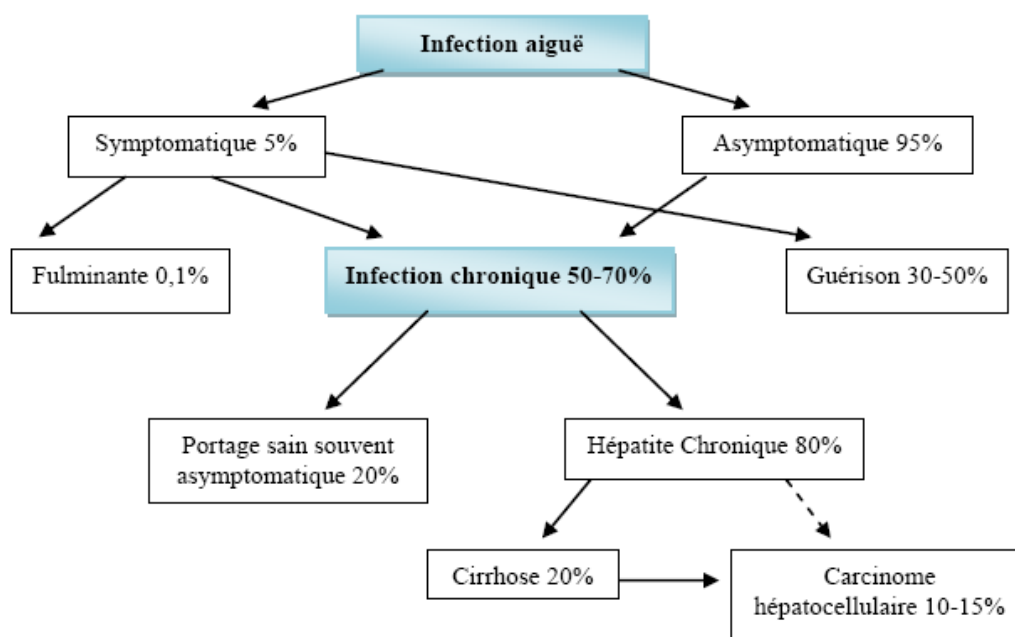 Infection aiguë
Symptomatique 5%
Asymptomatique 95%
Fulminante 0,1%
Infection chronique 50-70%
Guérison 30-50%
Portage sain souvent
asymptomatique 20%
Hépatite Chronique 80%
Cirrhose 20%
Carcinome
hépatocellulaire 10-15%